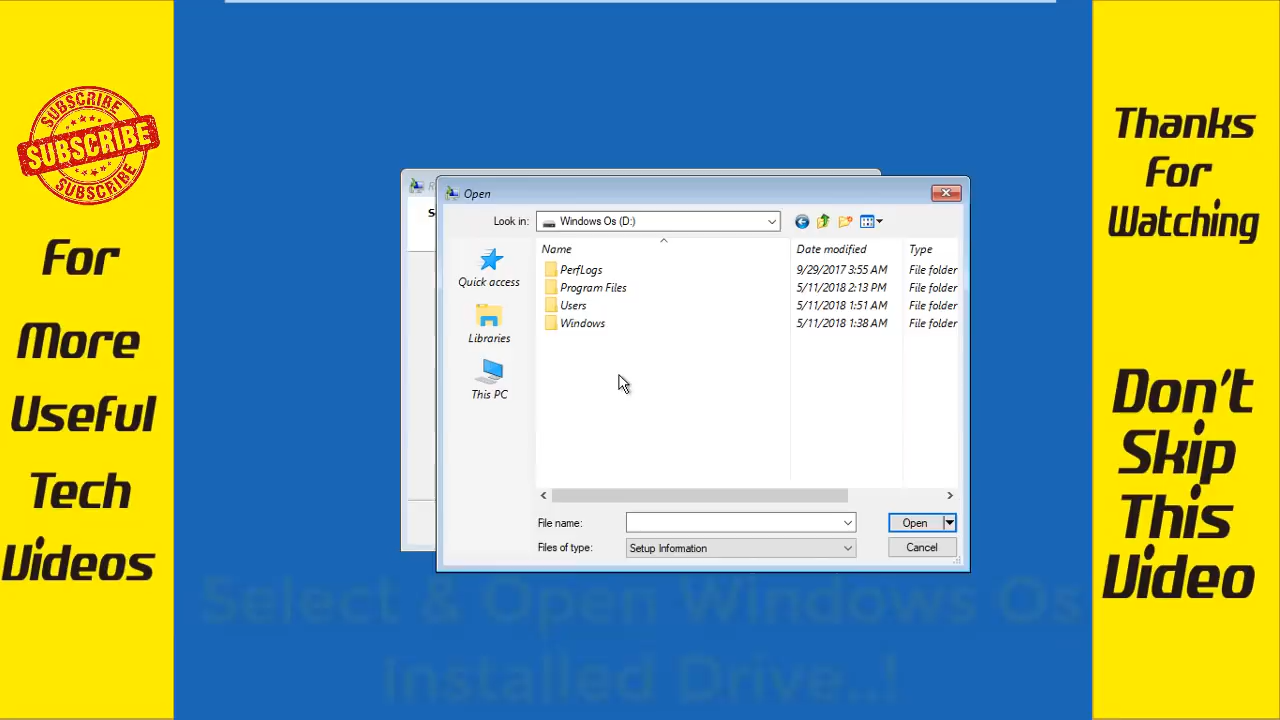 SUBSCRIBE
SUBSCRIBE
SUBSCRIBE
For
More
Useful
Tech
Videos
Open
Look in:
Windows Os (D:)
Quick access
Libraries
This PC
Name
Date modified
Type
PerfLogs
9/29/2017 3:55 AM
File folder
Program Files
5/11/2018 2:13 PM
File folder
Users
5/11/2018 1:51 AM
File folder
Windows
5/11/2018 1:38 AM
File folder
File name:
Open
Files of type:
Setup Information
Cancel
Select & Open Windows Os
Installed Drive..!
Thanks
For
Watching
Don't
Skip
This
Video